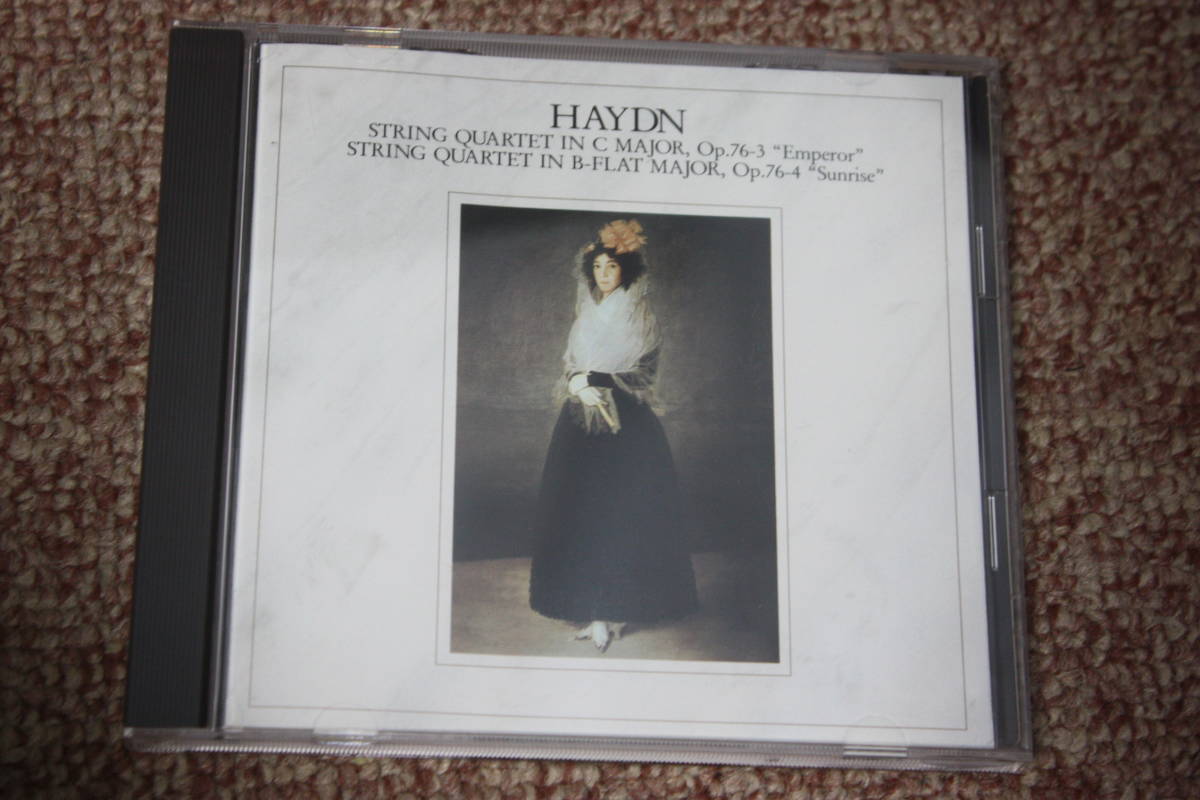 HAYDN
STRING QUARTET IN C MAJOR, Op.76-3 “Emperor”
STRING QUARTET IN B-FLAT MAJOR, Op.76-4 “Sunrise”